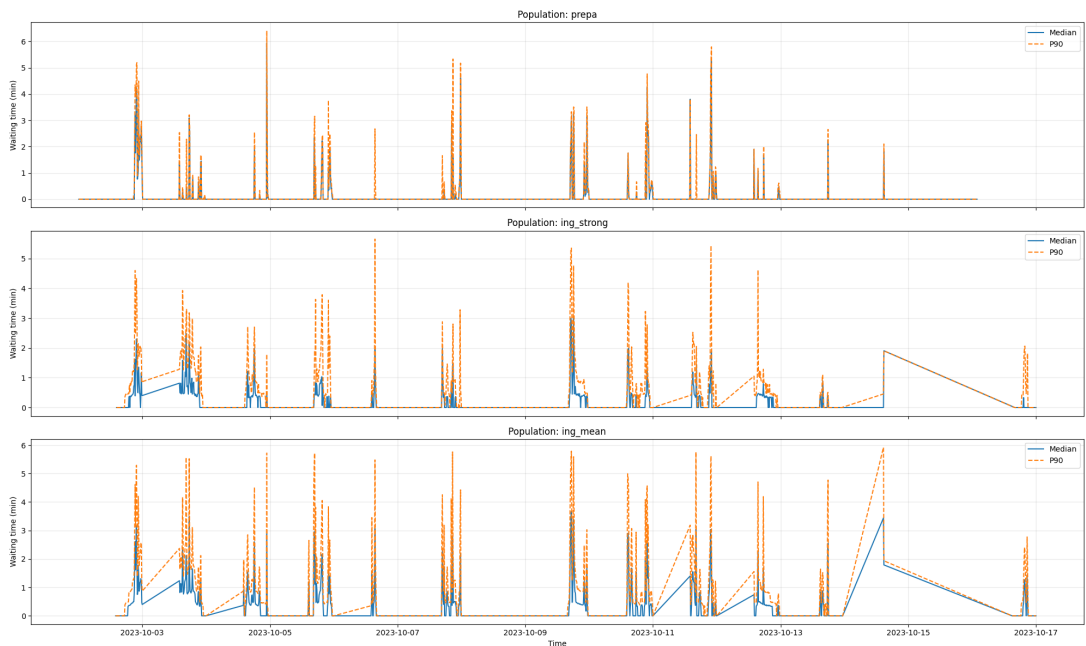 Population: prepa
Waiting time (min)
6
5
4
3
2
1
0
Median
P90
Population: ing_strong
Waiting time (min)
5
4
3
2
1
0
Median
P90
Population: ing_mean
Waiting time (min)
6
5
4
3
2
1
0
Median
P90
2023-10-03 2023-10-05 2023-10-07 2023-10-09 2023-10-11 2023-10-13 2023-10-15 2023-10-17
Time